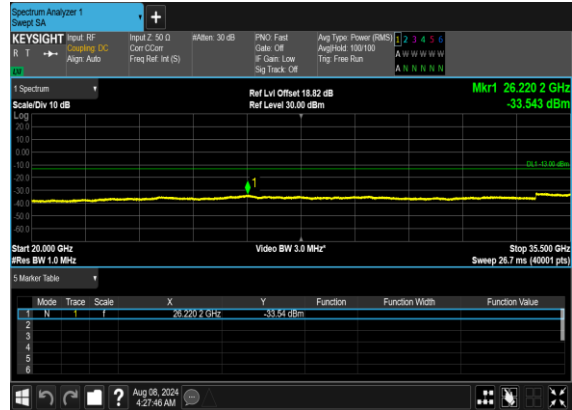 Spectrum Analyzer 1
Swept SA
+
KEYSIGHT Input: RF Input Z: 50 Ω #Atten: 30 dB PNO: Fast Avg Type: Power (RMS) 1 2 3 4 5 6
R T Coupling: DC Corr CCorr Gate: Off Avg|Hold: 100/100 A W W W W W
Align: Auto Freq Ref: Int (S) IF Gain: Low Trig: Free Run
Sig Track: Off A N N N N N
1 Spectrum Ref Lvl Offset 18.82 dB Mkr1 26.220 2 GHz
Scale/Div 10 dB Ref Level 30.00 dBm -33.543 dBm
Log
20.0
10.0
0.00
-10.0 DL1 -13.00 dBm
-20.0 1
-30.0
-40.0
-50.0
-60.0
Start 20.000 GHz Video BW 3.0 MHz* Stop 35.500 GHz
#Res BW 1.0 MHz Sweep 26.7 ms (40001 pts)
5 Marker Table
Mode Trace Scale X Y Function Function Width Function Value
1 N 1 f 26.220 2 GHz -33.54 dBm
2
3
4
5
6
? Aug 08, 2024
4:27:46 AM